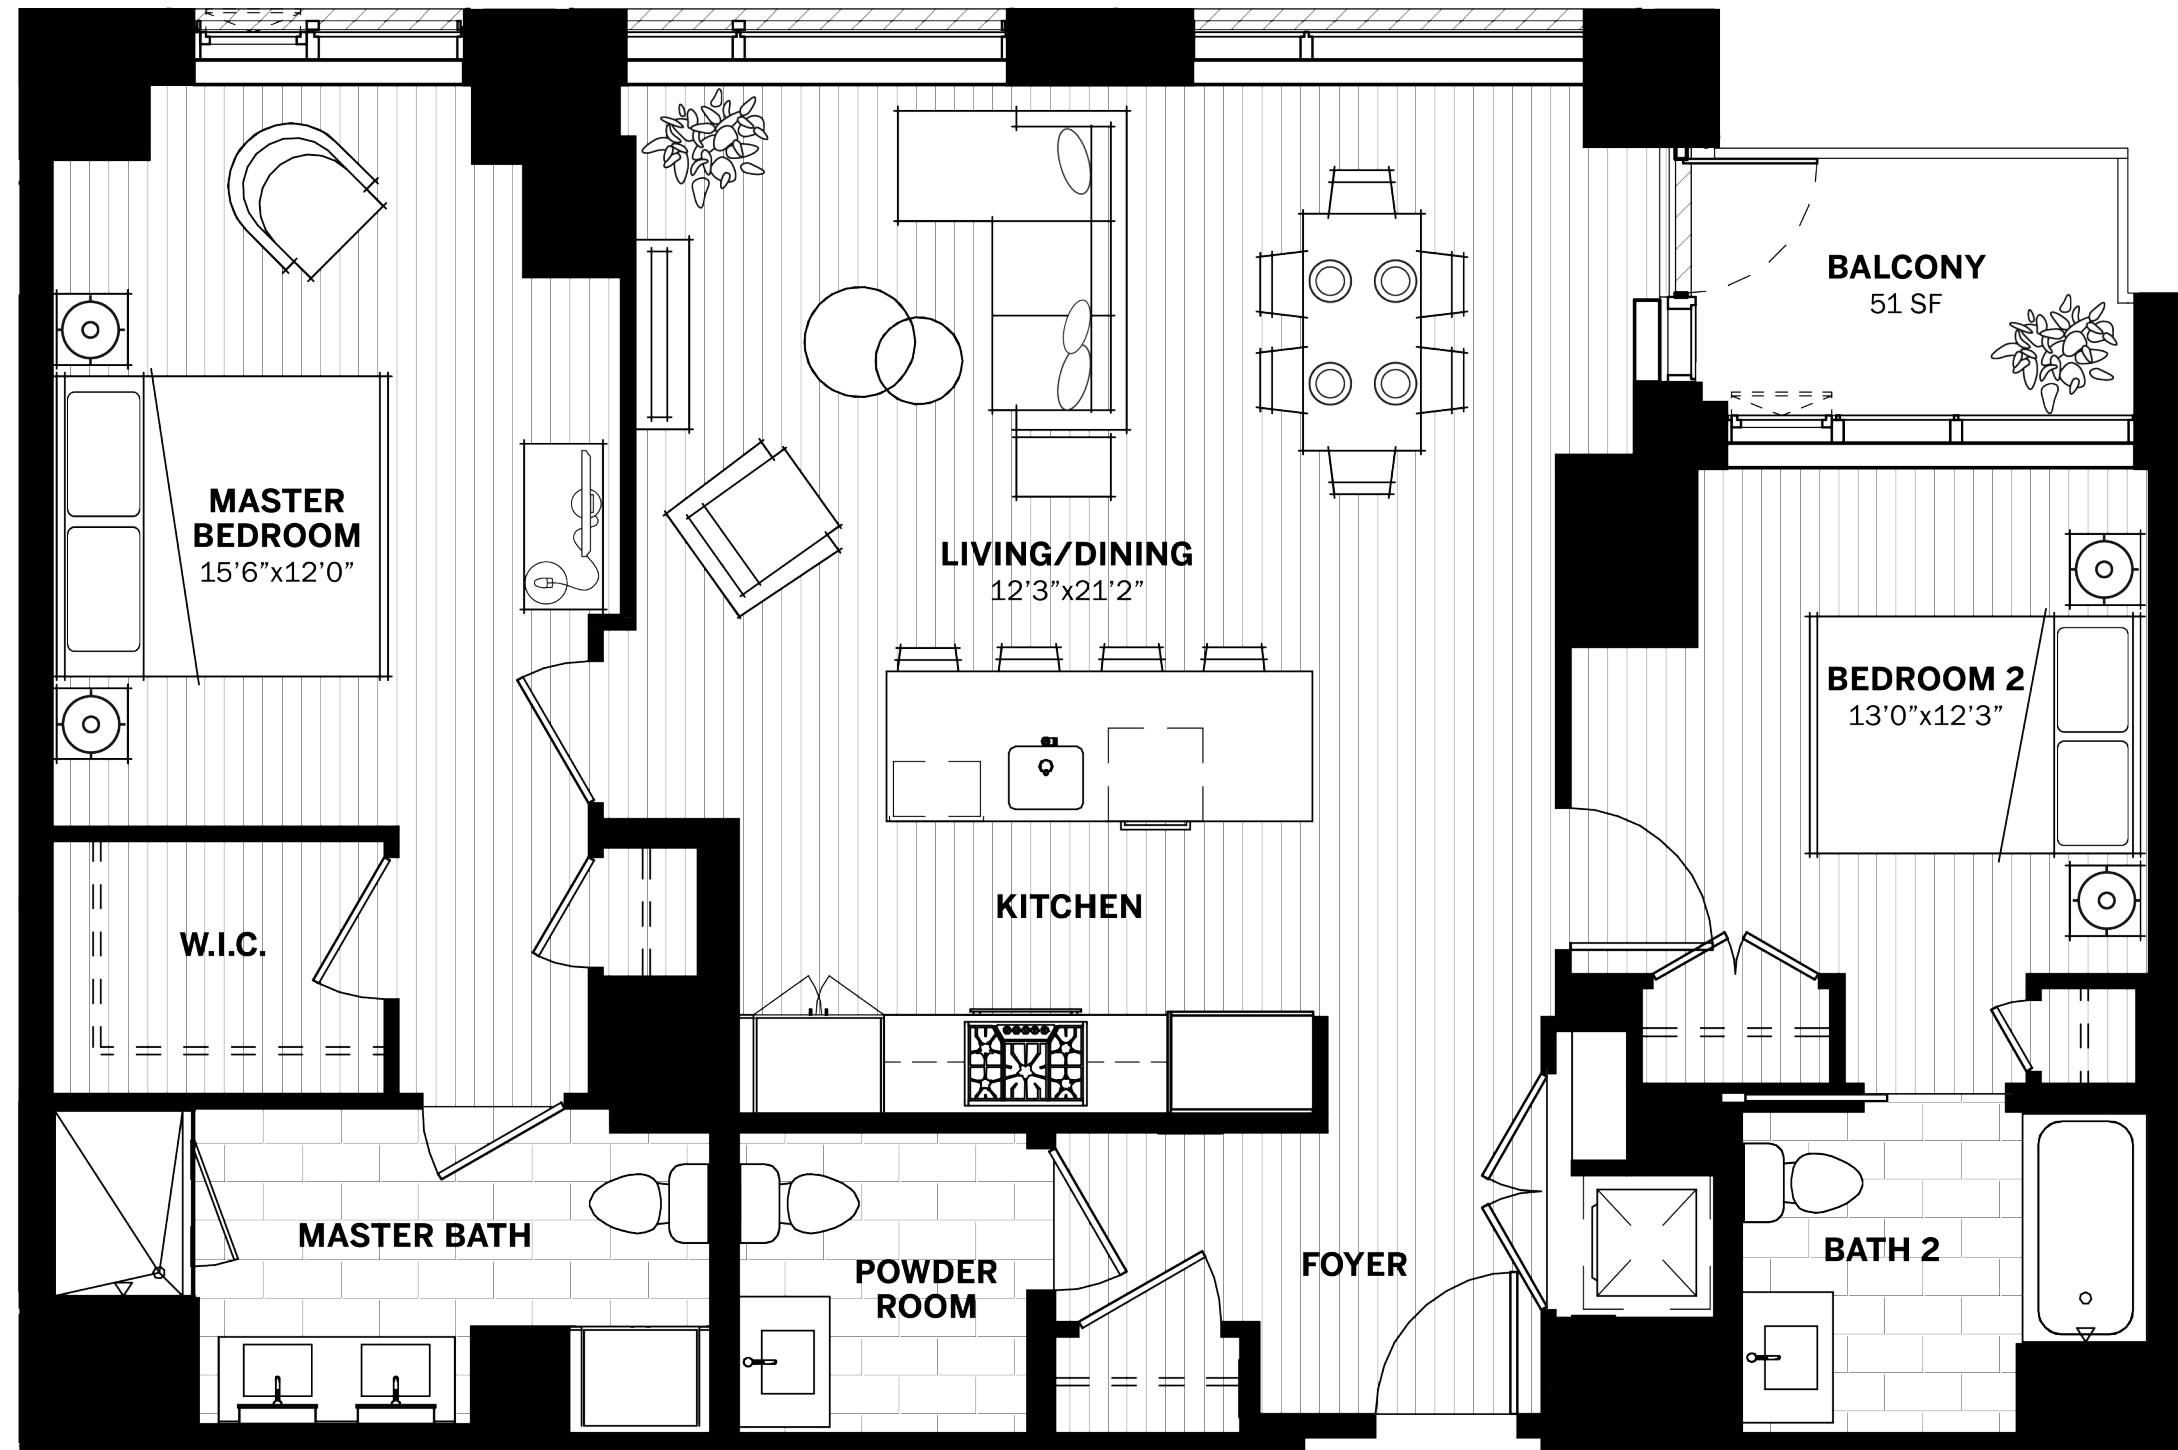 BALCONY
51 SF
MASTER
BEDROOM
15’6”x12’0”
LIVING/DINING
12’3”x21’2”
BEDROOM 2
13’0”x12’3”
KITCHEN
W.I.C.
MASTER BATH
POWDER
ROOM
FOYER
BATH 2